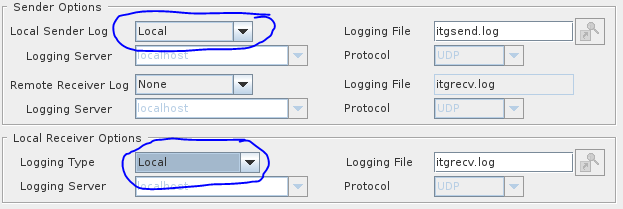 Sender Options
Local Sender Log Local Logging File itgsend.log
Logging Server localhost Protocol UDP
Remote Receiver Log None Logging File itgrecv.log
Logging Server localhost Protocol UDP
Local Receiver Options
Logging Type Local Logging File itgrecv.log
Logging Server localhost Protocol UDP